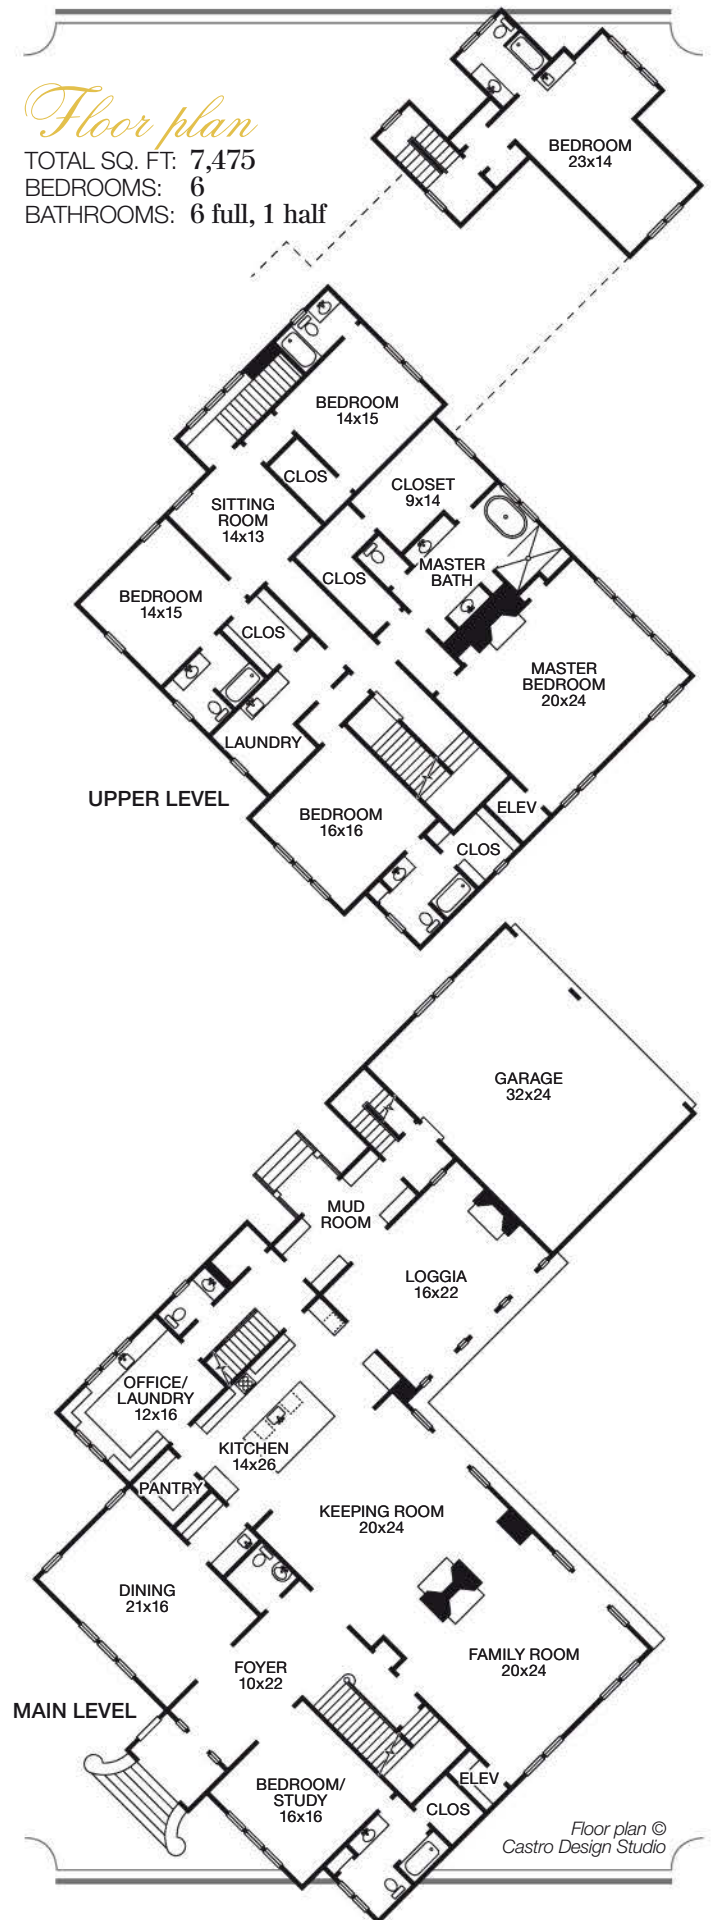 Floor plan
TOTAL SQ. FT: 7,475
BEDROOMS: 6
BATHROOMS: 6 full, 1 half
BEDROOM
23x14
BEDROOM
14x15
CLOS
CLOSET
9x14
SITTING
ROOM
14x13
CLOS
MASTER
BATH
BEDROOM
14x15
CLOS
MASTER
BEDROOM
20x24
LAUNDRY
UPPER LEVEL
BEDROOM
16x16
ELEV
CLOS
GARAGE
32x24
MUD
ROOM
LOGGIA
16x22
OFFICE/
LAUNDRY
12x16
KITCHEN
14x26
PANTRY
KEEPING ROOM
20x24
DINING
21x16
FOYER
10x22
FAMILY ROOM
20x24
MAIN LEVEL
BEDROOM/
STUDY
16x16
ELEV
CLOS
Floor plan ©
Castro Design Studio